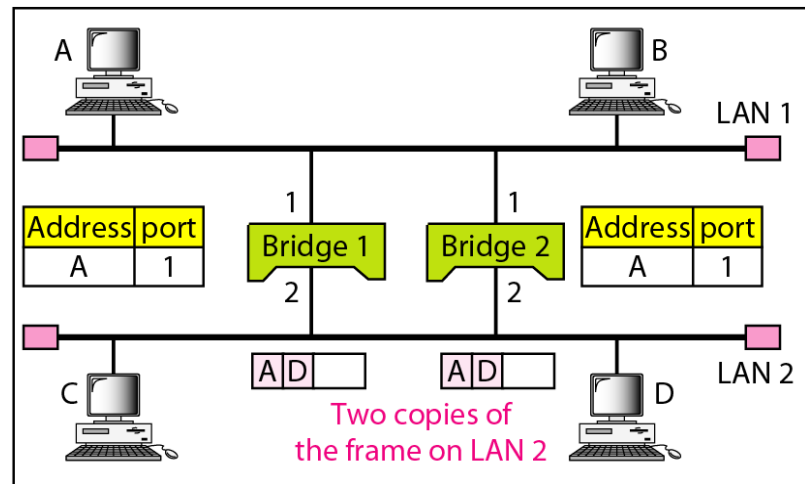 A
B
LAN 1
1
1
Address port
A 1
Bridge 1
Bridge 2
Address port
A 1
2
2
A D
A D
LAN 2
C
D
Two copies of
the frame on LAN 2